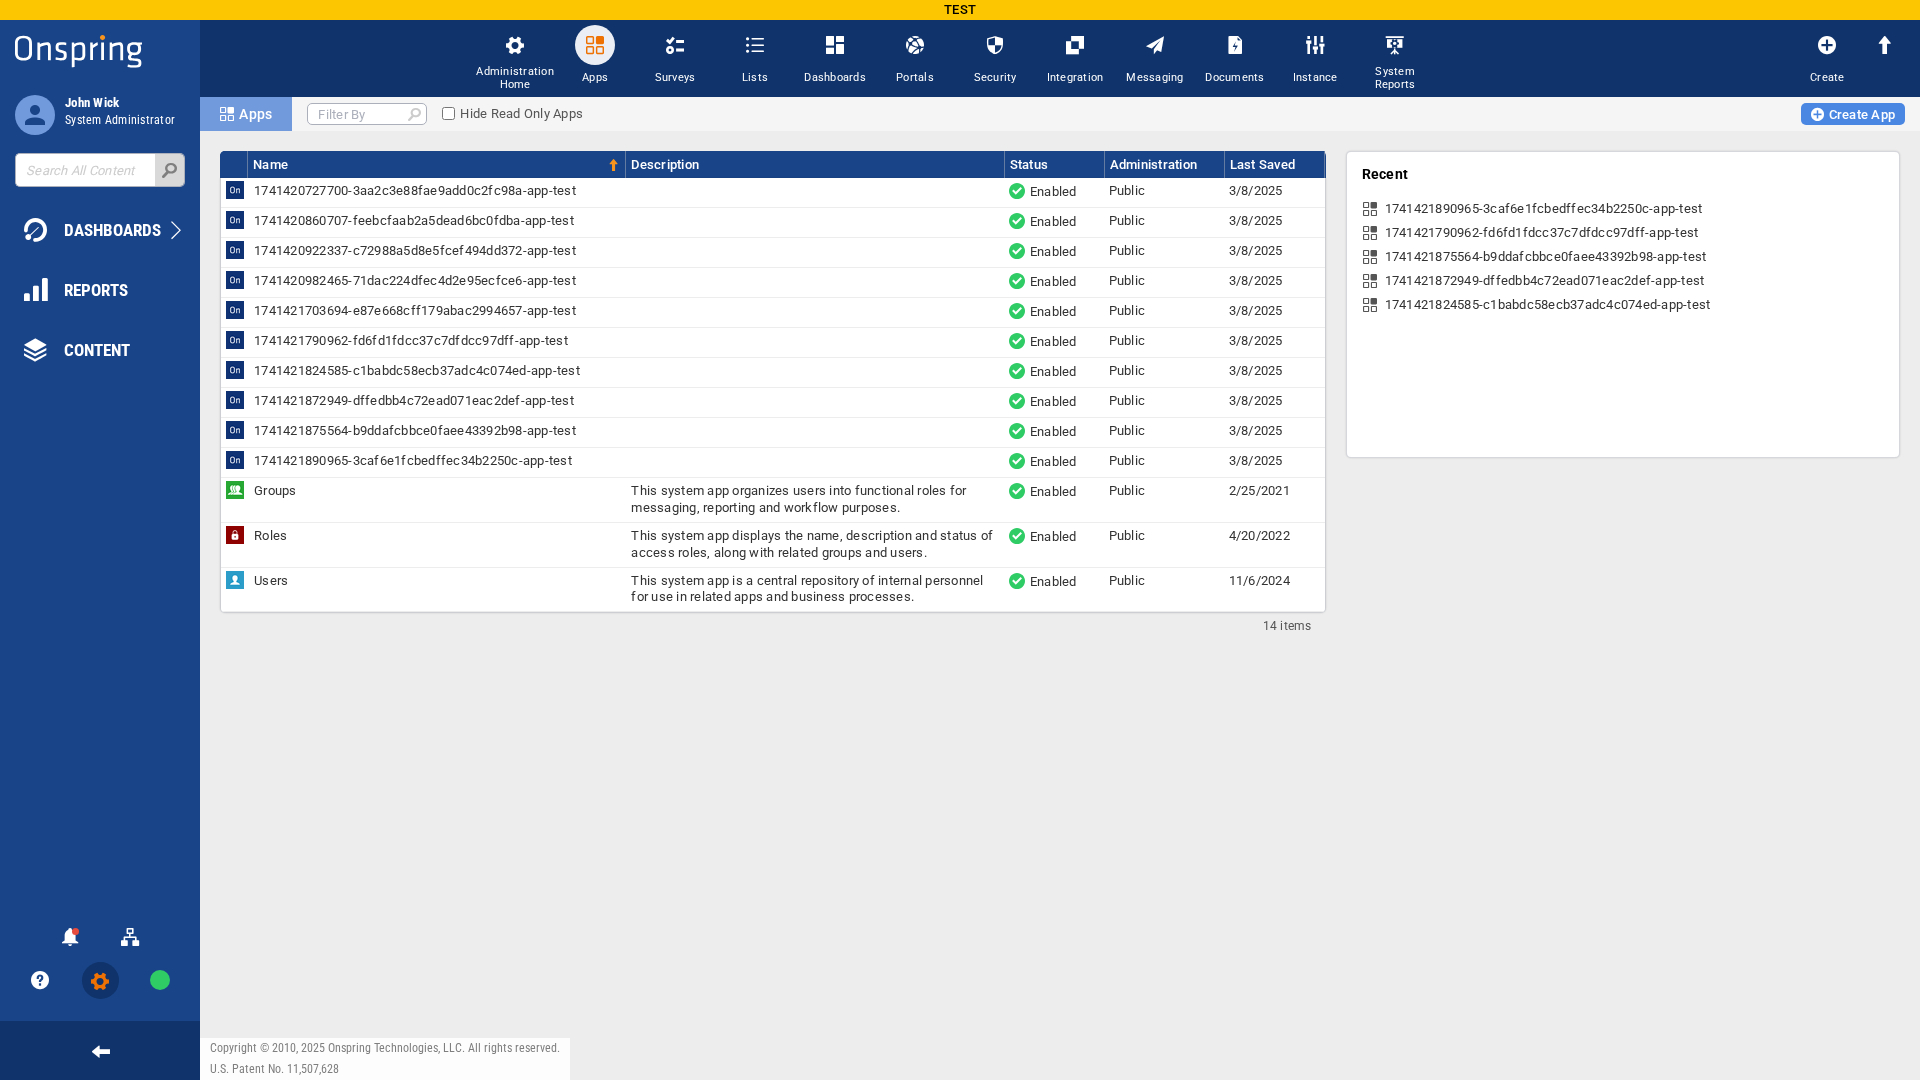 TEST
Onspring
John Wick
System Administrator
Search All Content
DASHBOARDS
REPORTS
CONTENT
Administration Home
Apps
Surveys
Lists
Dashboards
Portals
Security
Integration
Messaging
Documents
Instance
System Reports
Create
Apps
Filter By
Hide Read Only Apps
Create App
Name Description Status Administration Last Saved
On 1741420727700-3aa2c3e88fae9add0c2fc98a-app-test Enabled Public 3/8/2025
On 1741420860707-feebcfaab2a5dead6bc0fdba-app-test Enabled Public 3/8/2025
On 1741420922337-c72988a5d8e5fcef494dd372-app-test Enabled Public 3/8/2025
On 1741420982465-71dac224dfec4d2e95ecfce6-app-test Enabled Public 3/8/2025
On 1741421703694-e87e668cff179abac2994657-app-test Enabled Public 3/8/2025
On 1741421790962-fd6fd1fdcc37c7dfdcc97dff-app-test Enabled Public 3/8/2025
On 1741421824585-c1babdc58ecb37adc4c074ed-app-test Enabled Public 3/8/2025
On 1741421872949-dffedbb4c72ead071eac2def-app-test Enabled Public 3/8/2025
On 1741421875564-b9ddafcbbce0faee43392b98-app-test Enabled Public 3/8/2025
On 1741421890965-3caf6e1fcbedffec34b2250c-app-test Enabled Public 3/8/2025
Groups This system app organizes users into functional roles for Enabled Public 2/25/2021
messaging, reporting and workflow purposes.
Roles This system app displays the name, description and status of Enabled Public 4/20/2022
access roles, along with related groups and users.
Users This system app is a central repository of internal personnel Enabled Public 11/6/2024
for use in related apps and business processes.
14 items
Recent
1741421890965-3caf6e1fcbedffec34b2250c-app-test
1741421790962-fd6fd1fdcc37c7dfdcc97dff-app-test
1741421875564-b9ddafcbbce0faee43392b98-app-test
1741421872949-dffedbb4c72ead071eac2def-app-test
1741421824585-c1babdc58ecb37adc4c074ed-app-test
Copyright © 2010, 2025 Onspring Technologies, LLC. All rights reserved.
U.S. Patent No. 11,507,628